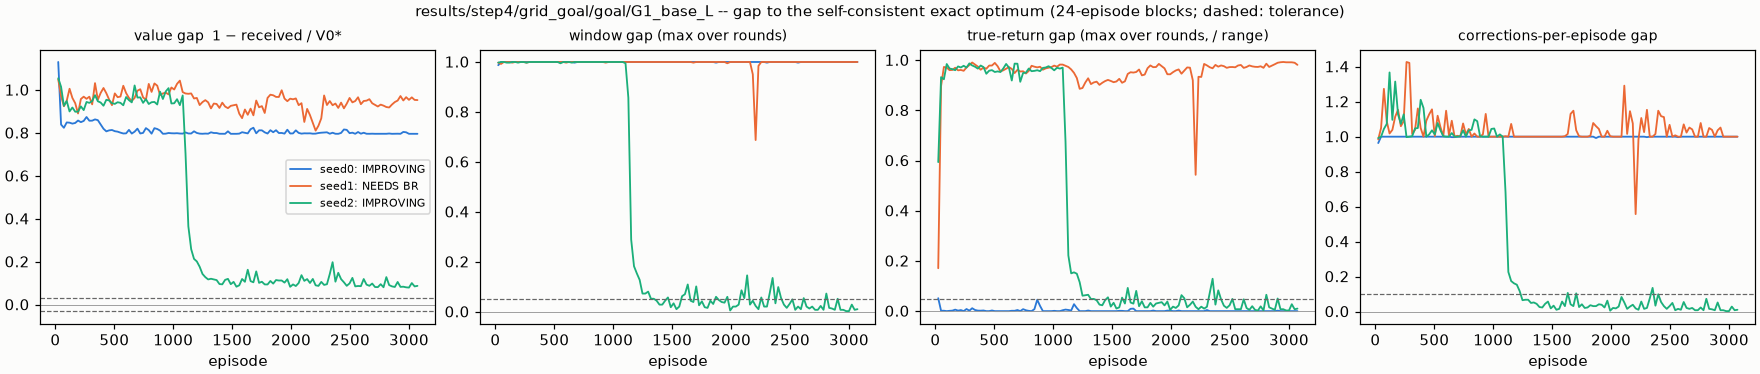 results/step4/grid_goal/goal/G1_base_L -- gap to the self-consistent exact optimum (24-episode blocks; dashed: tolerance)
value gap  1 − received / V0*
1.0
0.8
0.6
0.4
0.2
0.0
seed0: IMPROVING
seed1: NEEDS BR
seed2: IMPROVING
0 500 1000 1500 2000 2500 3000
episode
window gap (max over rounds)
1.0
0.8
0.6
0.4
0.2
0.0
0 500 1000 1500 2000 2500 3000
episode
true-return gap (max over rounds, / range)
1.0
0.8
0.6
0.4
0.2
0.0
0 500 1000 1500 2000 2500 3000
episode
corrections-per-episode gap
1.4
1.2
1.0
0.8
0.6
0.4
0.2
0.0
0 500 1000 1500 2000 2500 3000
episode